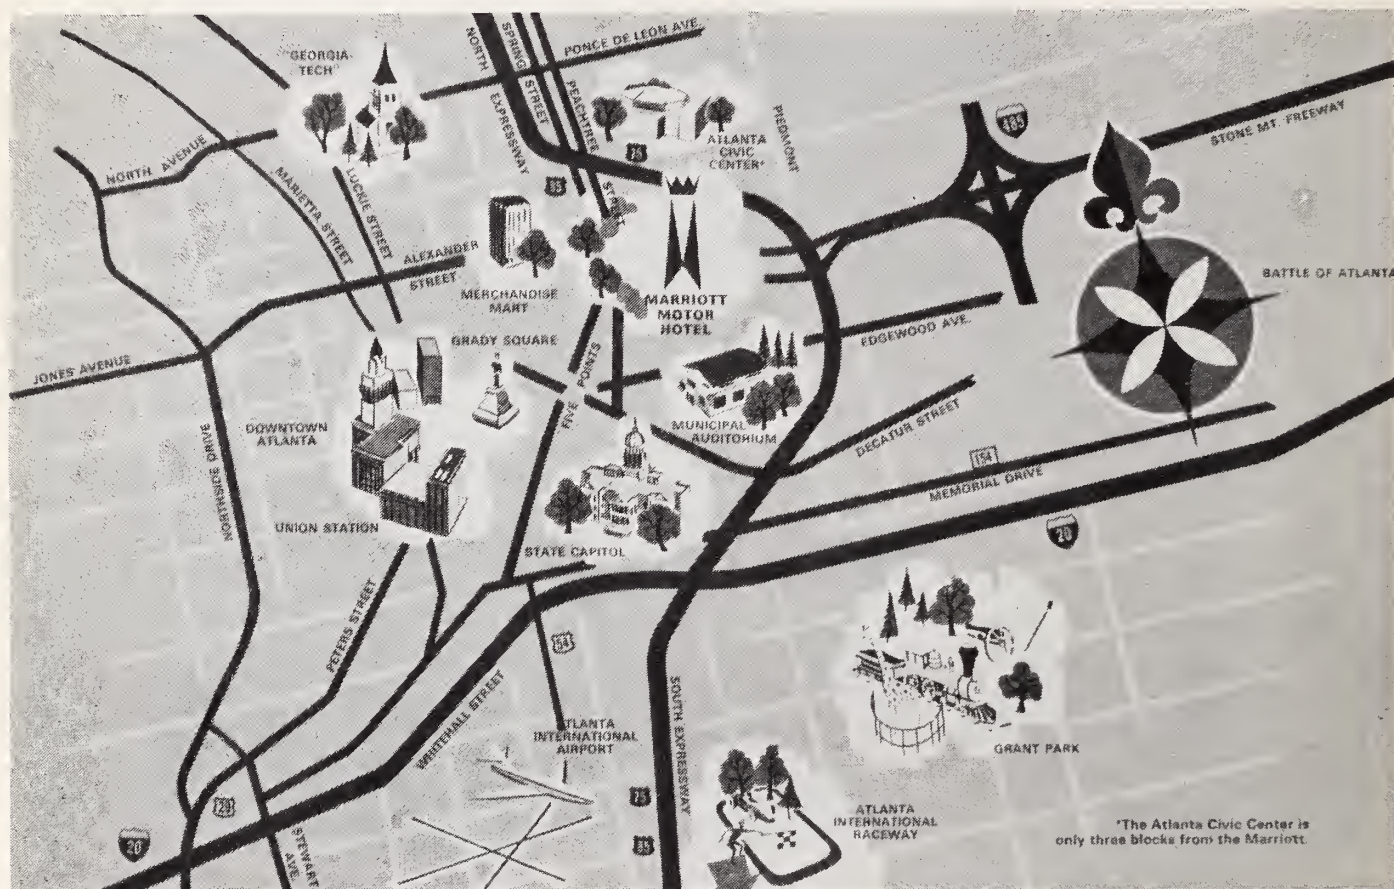 "GEORGIA
TECH"
NORTH EXPRESSWAY
SPRING STREET
PEACHTREE STREET
PONCE DE LEON AVE.
ATLANTA
CIVIC
CENTER*
PIEDMONT
485
STONE MT. FREEWAY
NORTH AVENUE
MARIETTA STREET
LUCKIE STREET
85
ALEXANDER
STREET
MERCHANDISE
MART
MARRIOTT
MOTOR
HOTEL
BATTLE OF ATLANTA
EDGEWOOD AVE.
JONES AVENUE
GRADY SQUARE
FIVE POINTS
DOWNTOWN
ATLANTA
MUNICIPAL
AUDITORIUM
DECATUR STREET
NORTHSIDE DRIVE
154
MEMORIAL DRIVE
UNION STATION
STATE CAPITOL
20
PETERS STREET
54
WHITEHALL STREET
ATLANTA
INTERNATIONAL
AIRPORT
SOUTH EXPRESSWAY
GRANT PARK
75
85
29
20
STEWART
AVE.
ATLANTA
INTERNATIONAL
RACEWAY
*The Atlanta Civic Center is
only three blocks from the Marriott.